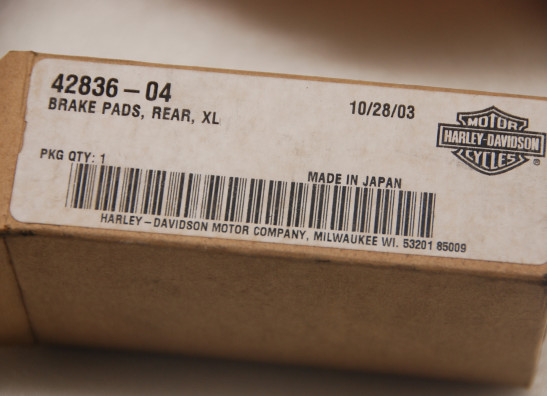 42836-04
BRAKE PADS, REAR, XL
10/28/03
MOTOR
HARLEY-DAVIDSON
CYCLES
®
PKG QTY: 1
MADE IN JAPAN
HARLEY-DAVIDSON MOTOR COMPANY, MILWAUKEE WI. 53201 85009